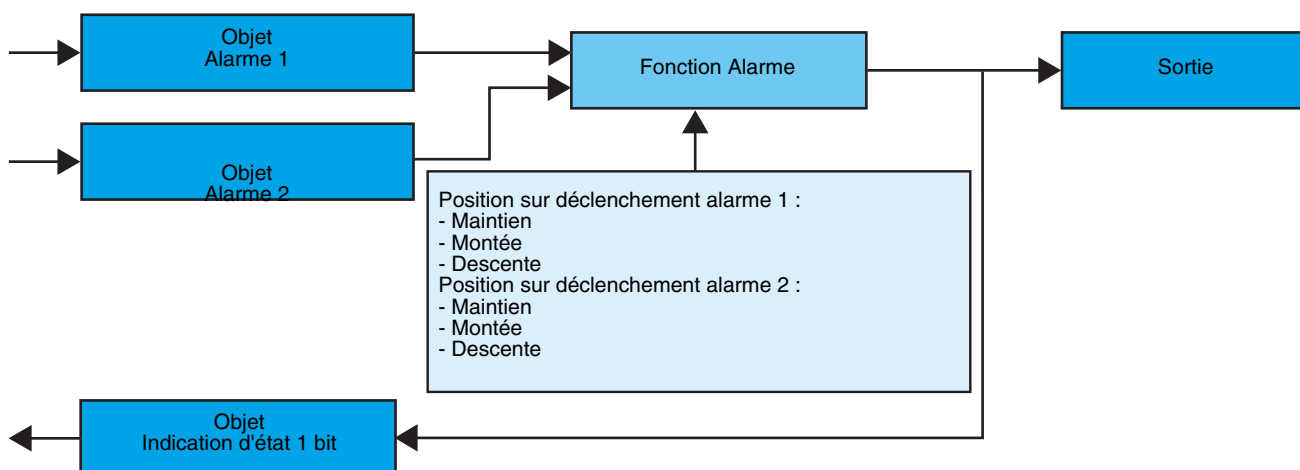 Objet
Alarme 1
Fonction Alarme
Sortie
Objet
Alarme 2
Position sur déclenchement alarme 1 :
- Maintien
- Montée
- Descente
Position sur déclenchement alarme 2 :
- Maintien
- Montée
- Descente
Objet
Indication d'état 1 bit